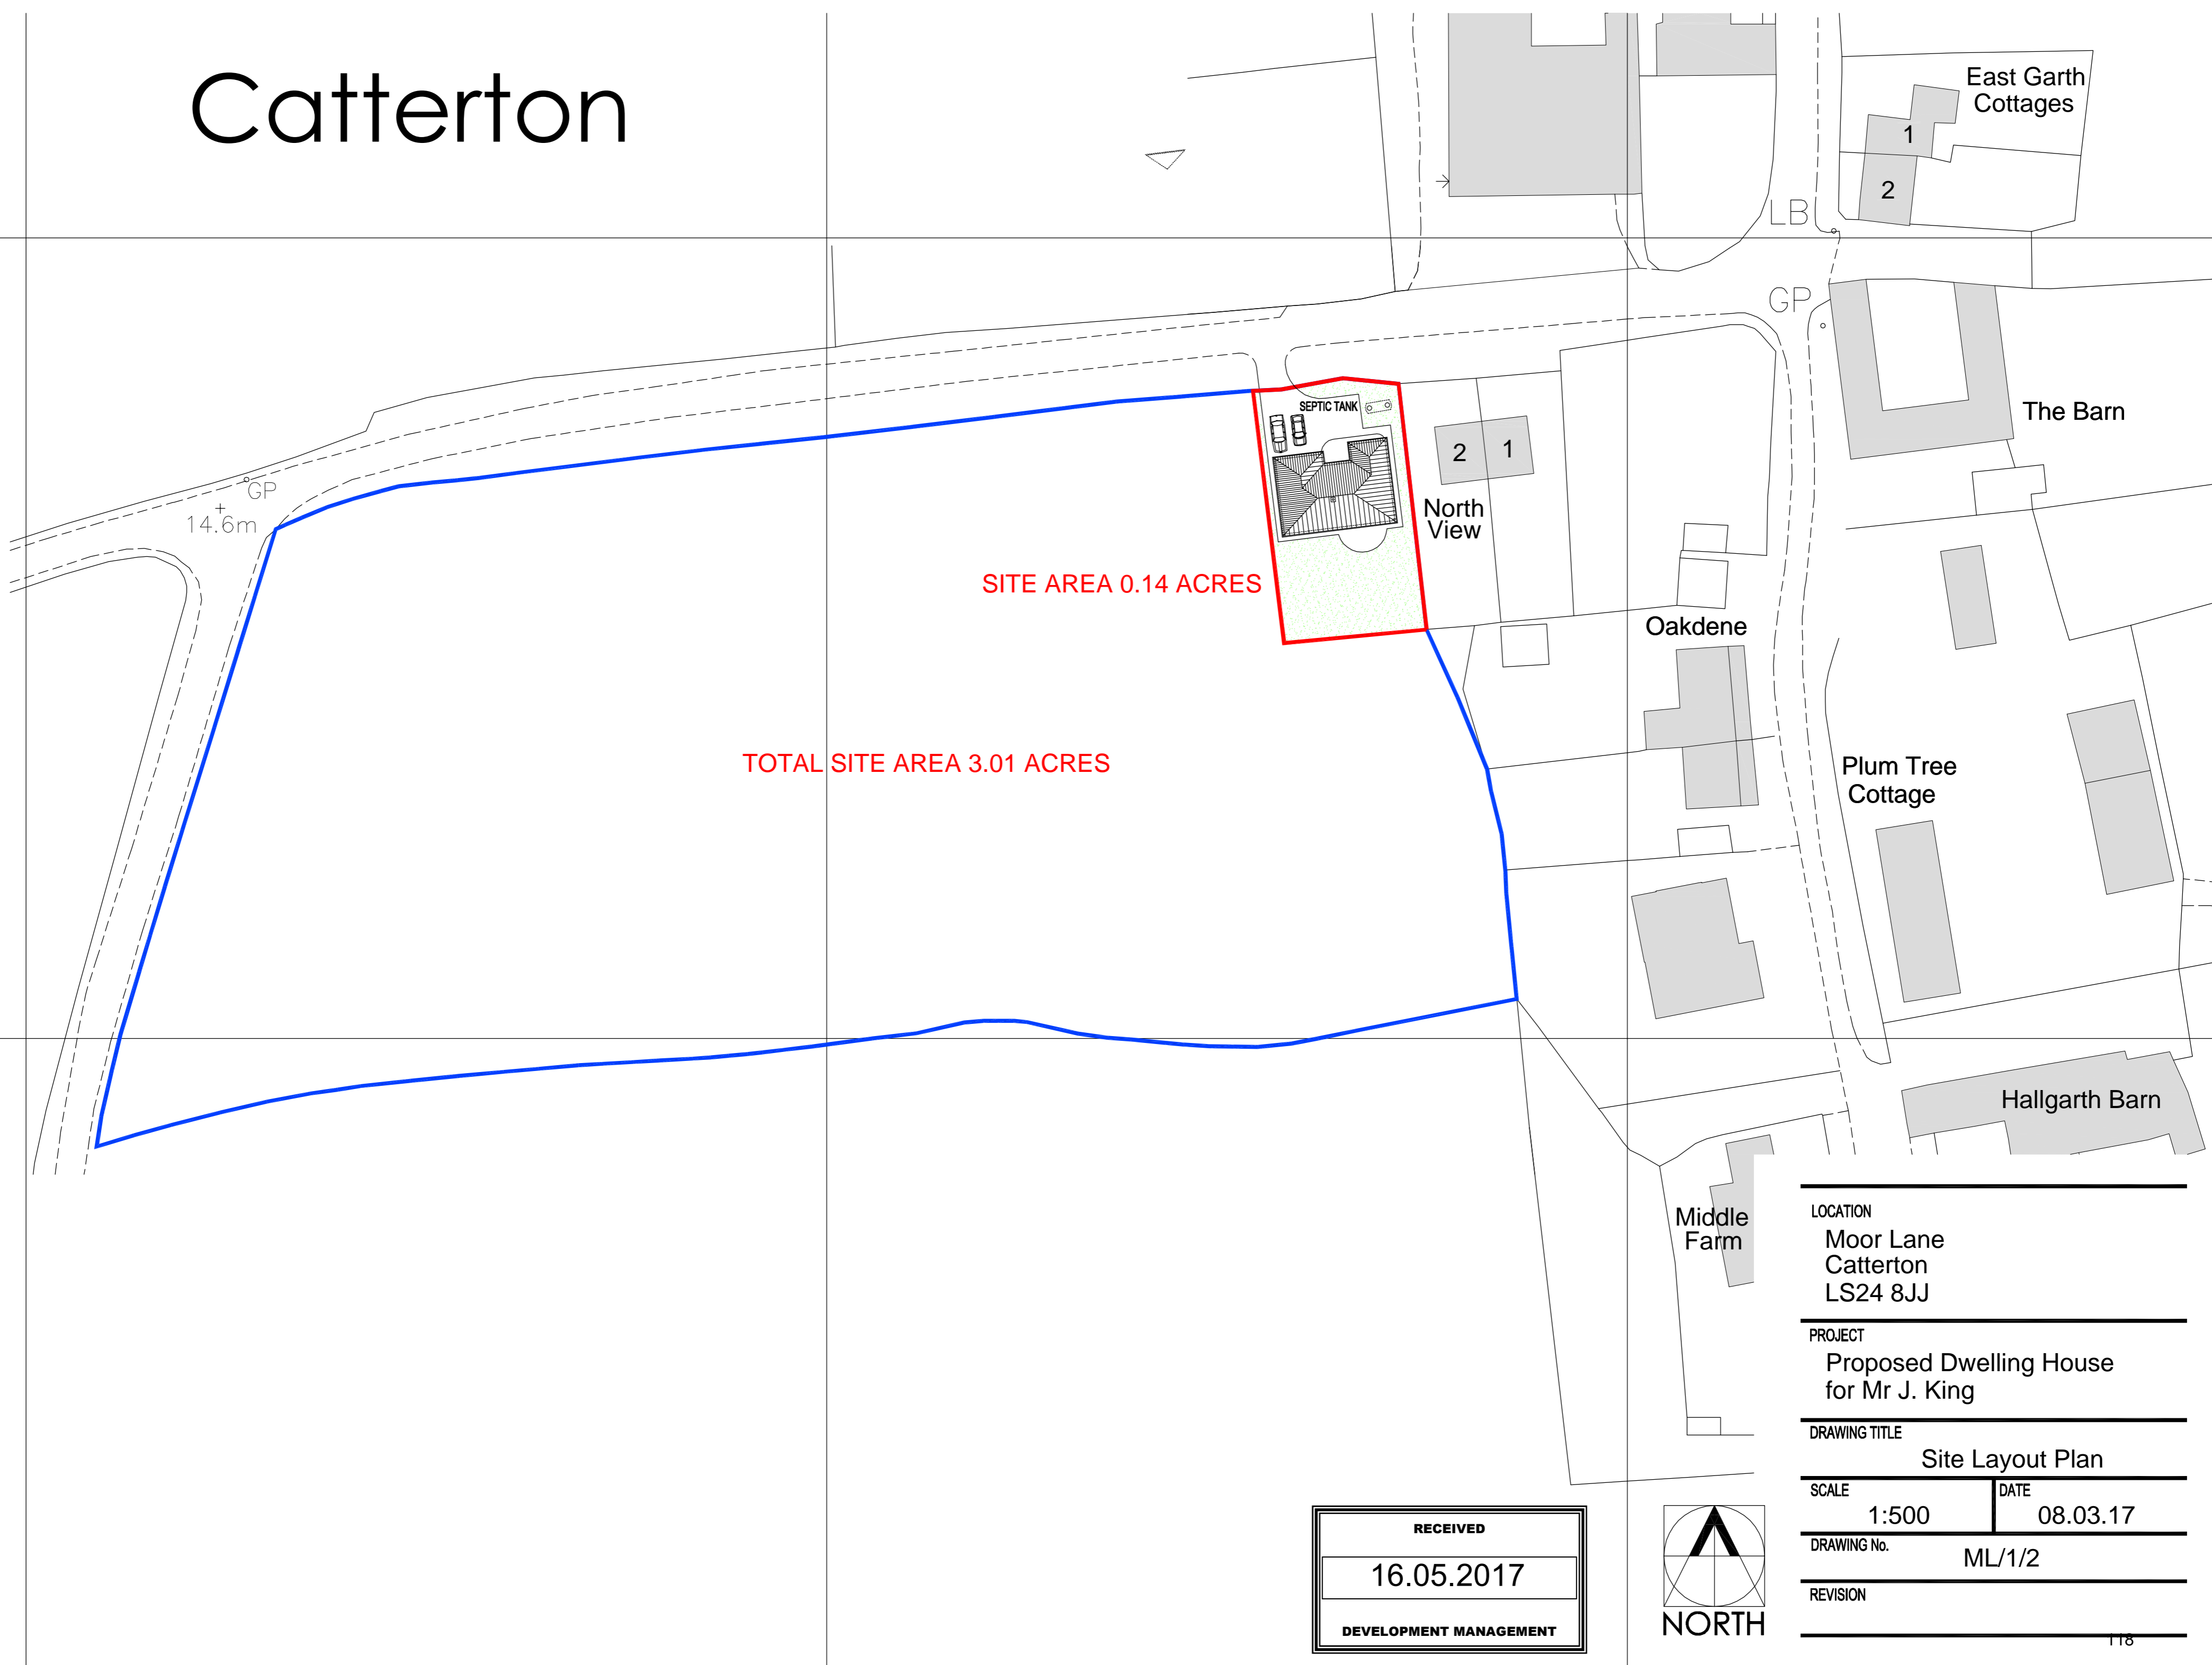 Catterton
East Garth
Cottages
1
2
LB
GP
The Barn
SEPTIC TANK
2
1
North
View
GP
14.6m
SITE AREA 0.14 ACRES
Oakdene
TOTAL SITE AREA 3.01 ACRES
Plum Tree
Cottage
Hallgarth Barn
Middle
Farm
LOCATION
Moor Lane
Catterton
LS24 8JJ
PROJECT
Proposed Dwelling House
for Mr J. King
DRAWING TITLE
Site Layout Plan
SCALE
1:500
DATE
08.03.17
DRAWING No.
ML/1/2
REVISION
RECEIVED
16.05.2017
DEVELOPMENT MANAGEMENT
NORTH
118